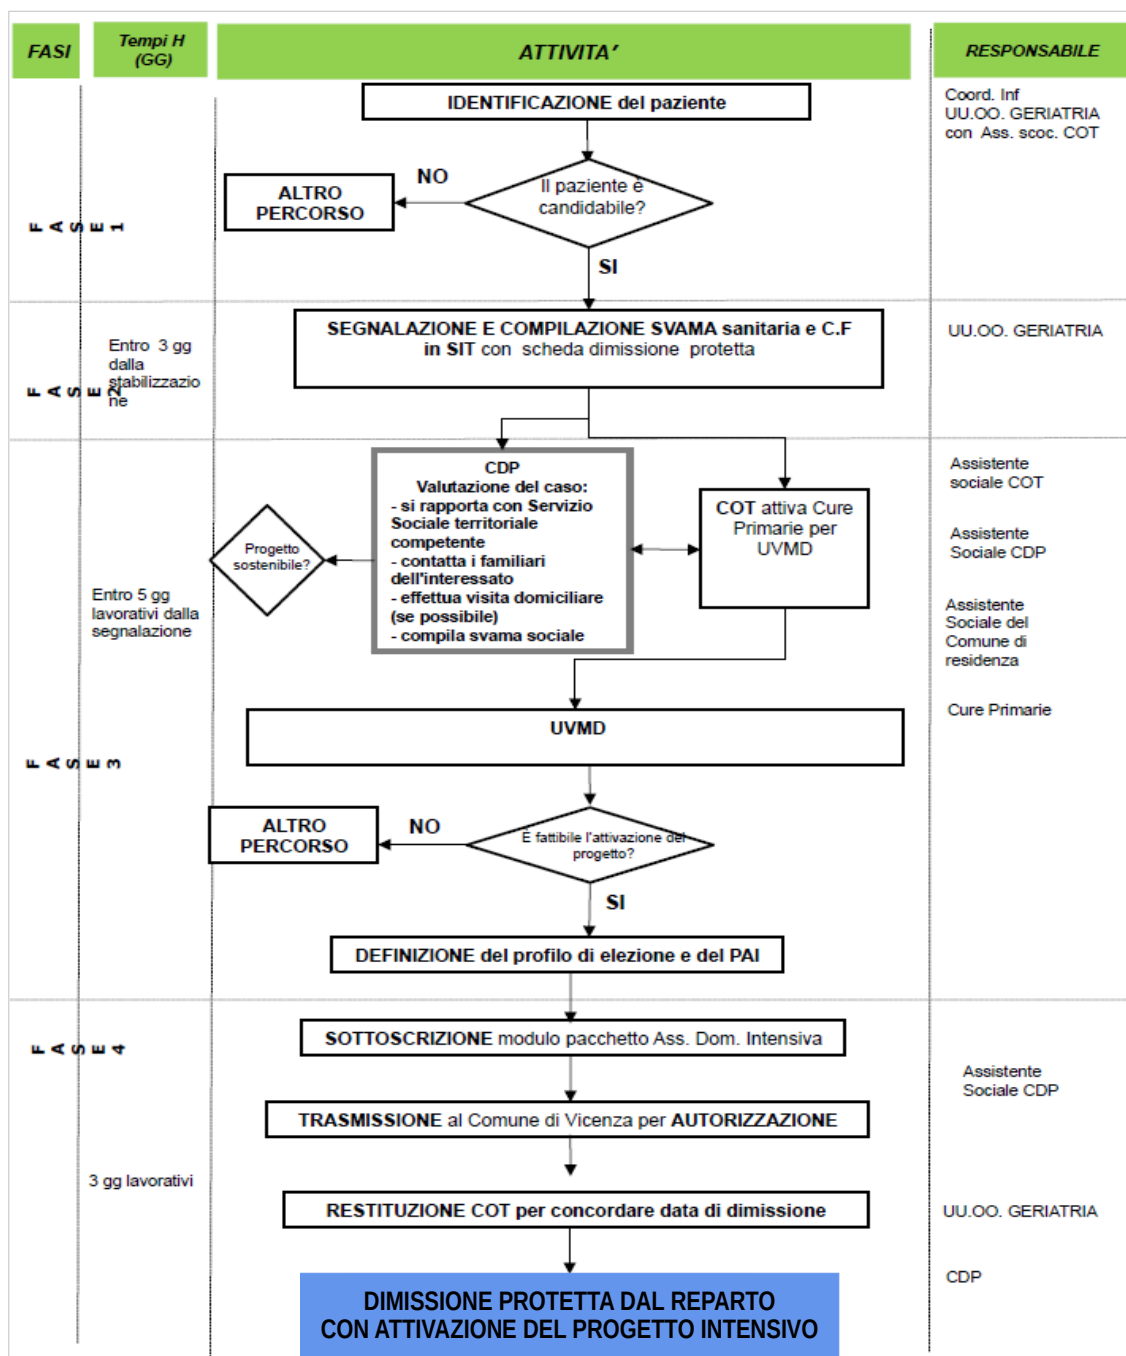 FASI
Tempi H
(GG)
ATTIVITA’
RESPONSABILE
IDENTIFICAZIONE del paziente
Coord. Inf
UU.OO. GERIATRIA
con Ass. scoc. COT
FASE 1
Il paziente è
candidabile?
NO
ALTRO
PERCORSO
SI
FASE 2
Entro 3 gg
dalla
stabilizzazio
ne
SEGNALAZIONE E COMPILAZIONE SVAMA sanitaria e C.F
in SIT con scheda dimissione protetta
UU.OO. GERIATRIA
FASE 3
Entro 5 gg
lavorativi dalla
segnalazione
CDP
Valutazione del caso:
- si rapporta con Servizio
Sociale territoriale
competente
- contatta i familiari
dell'interessato
- effettua visita domiciliare
(se possibile)
- compila svama sociale
Progetto
sostenibile?
COT attiva Cure
Primarie per
UVMD
Assistente
sociale COT
Assistente
Sociale CDP
Assistente
Sociale del
Comune di
residenza
Cure Primarie
UVMD
È fattibile l'attivazione del
progetto?
NO
ALTRO
PERCORSO
SI
DEFINIZIONE del profilo di elezione e del PAI
FASE 4
3 gg lavorativi
SOTTOSCRIZIONE modulo pacchetto Ass. Dom. Intensiva
Assistente
Sociale CDP
TRASMISSIONE al Comune di Vicenza per AUTORIZZAZIONE
RESTITUZIONE COT per concordare data di dimissione
UU.OO. GERIATRIA
CDP
DIMISSIONE PROTETTA DAL REPARTO
CON ATTIVAZIONE DEL PROGETTO INTENSIVO